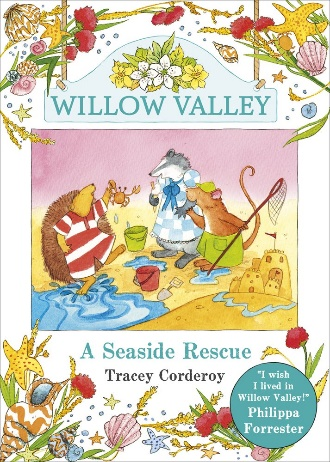 WILLOW VALLEY
A Seaside Rescue
Tracey Corderoy
"I wish
I lived in
Willow Valley!"
Philippa
Forrester